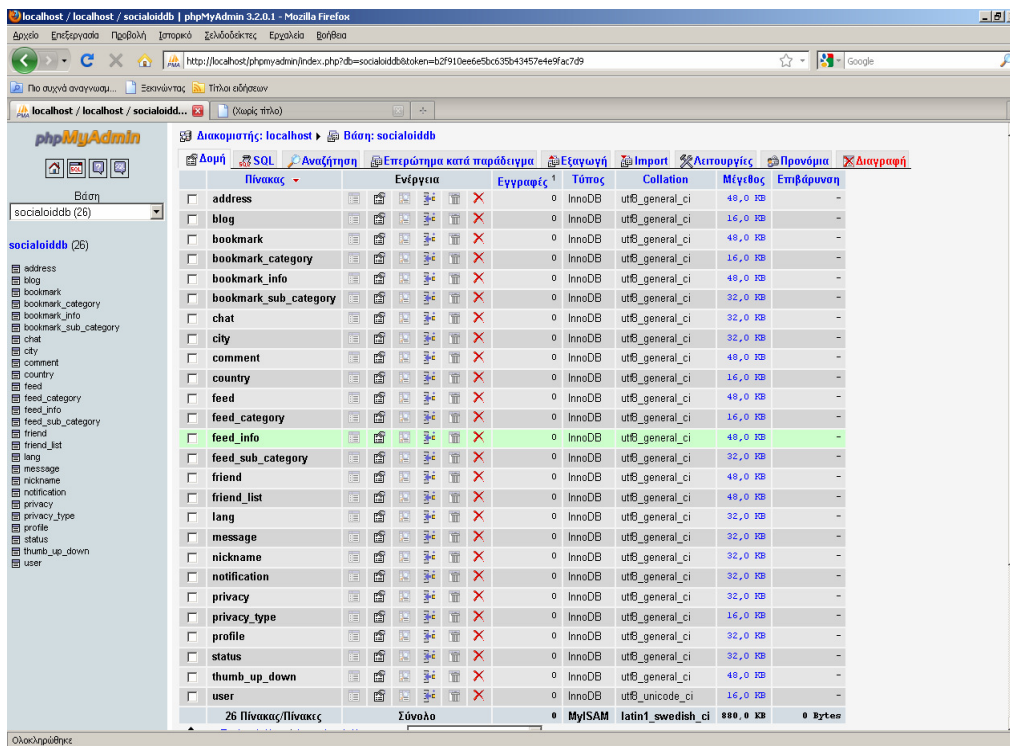 localhost / localhost / socialoiddb | phpMyAdmin 3.2.0.1 - Mozilla Firefox
Αρχείο Επεξεργασία Προβολή Ιστορικό Σελιδοδείκτες Εργαλεία Βοήθεια
http://localhost/phpmyadmin/index.php?db=socialoiddb&token=b2f910ee6e5bc635b43457e4e9fac7d9
Google
Πιο συχνά αναγνωσμ... Ξεκινώντας Τίτλοι ειδήσεων
localhost / localhost / socialoidd... (Χωρίς τίτλο)
phpMyAdmin
Βάση
socialoiddb (26)
socialoiddb (26)
address
blog
bookmark
bookmark_category
bookmark_info
bookmark_sub_category
chat
city
comment
country
feed
feed_category
feed_info
feed_sub_category
friend
friend_list
lang
message
nickname
notification
privacy
privacy_type
profile
status
thumb_up_down
user
Διακομιστής: localhost Βάση: socialoiddb
Δομή SQL Αναζήτηση Επερώτημα κατά παράδειγμα Εξαγωγή Import Λειτουργίες Προνόμια Διαγραφή
Πίνακας Ενέργεια Εγγραφές 1 Τύπος Collation Μέγεθος Επιβάρυνση
address 0 InnoDB utf8_general_ci 48,0 KB -
blog 0 InnoDB utf8_general_ci 16,0 KB -
bookmark 0 InnoDB utf8_general_ci 48,0 KB -
bookmark_category 0 InnoDB utf8_general_ci 16,0 KB -
bookmark_info 0 InnoDB utf8_general_ci 48,0 KB -
bookmark_sub_category 0 InnoDB utf8_general_ci 32,0 KB -
chat 0 InnoDB utf8_general_ci 32,0 KB -
city 0 InnoDB utf8_general_ci 32,0 KB -
comment 0 InnoDB utf8_general_ci 48,0 KB -
country 0 InnoDB utf8_general_ci 16,0 KB -
feed 0 InnoDB utf8_general_ci 48,0 KB -
feed_category 0 InnoDB utf8_general_ci 16,0 KB -
feed_info 0 InnoDB utf8_general_ci 48,0 KB -
feed_sub_category 0 InnoDB utf8_general_ci 32,0 KB -
friend 0 InnoDB utf8_general_ci 48,0 KB -
friend_list 0 InnoDB utf8_general_ci 48,0 KB -
lang 0 InnoDB utf8_general_ci 32,0 KB -
message 0 InnoDB utf8_general_ci 32,0 KB -
nickname 0 InnoDB utf8_general_ci 32,0 KB -
notification 0 InnoDB utf8_general_ci 32,0 KB -
privacy 0 InnoDB utf8_general_ci 32,0 KB -
privacy_type 0 InnoDB utf8_general_ci 16,0 KB -
profile 0 InnoDB utf8_general_ci 32,0 KB -
status 0 InnoDB utf8_general_ci 32,0 KB -
thumb_up_down 0 InnoDB utf8_general_ci 48,0 KB -
user 0 InnoDB utf8_unicode_ci 16,0 KB -
26 Πίνακας/Πίνακες Σύνολο 0 MyISAM latin1_swedish_ci 880,0 KB 0 Bytes
Ολοκληρώθηκε